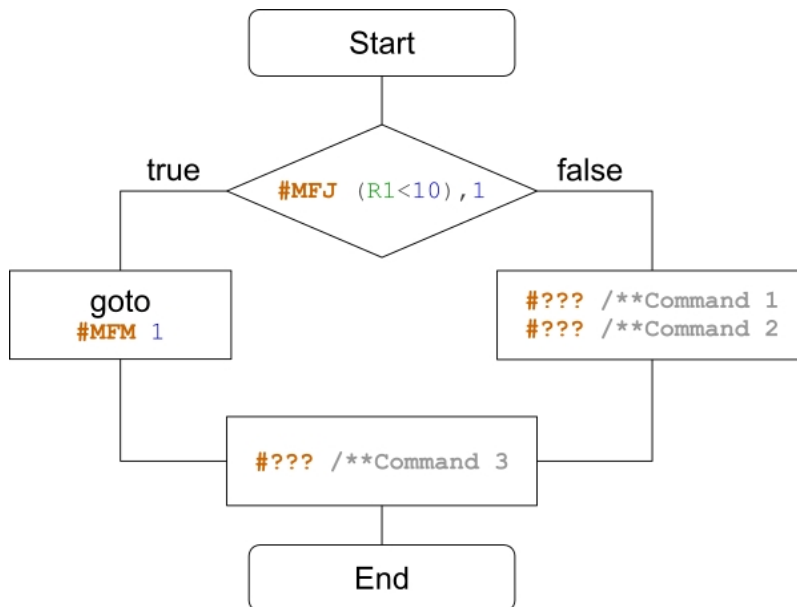 Start
true
false
#MFJ (R1<10),1
goto
#MFM 1
#??? /**Command 1
#??? /**Command 2
#??? /**Command 3
End